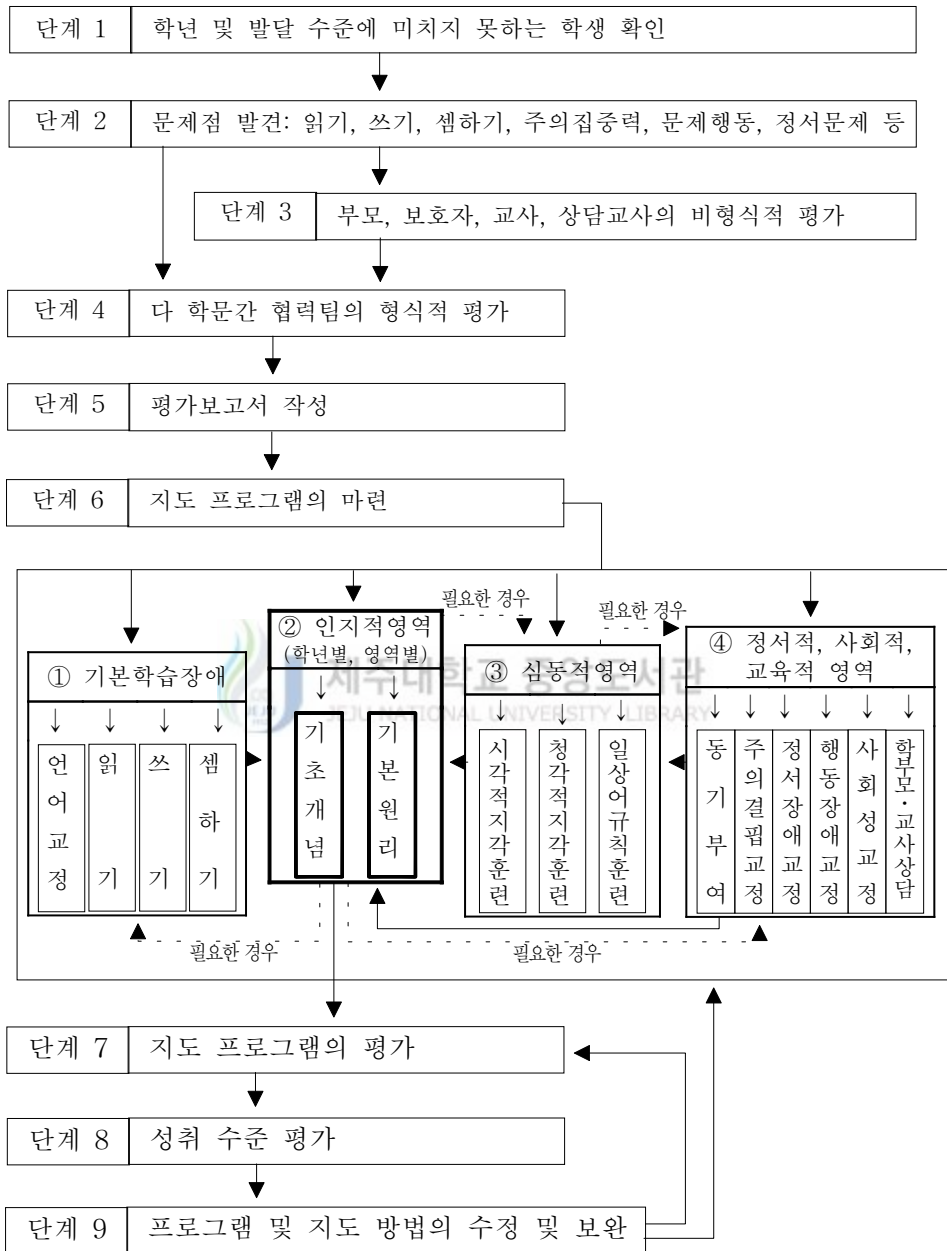 단계 1 학년 및 발달 수준에 미치지 못하는 학생 확인
단계 2 문제점 발견: 읽기, 쓰기, 셈하기, 주의집중력, 문제행동, 정서문제 등
단계 3 부모, 보호자, 교사, 상담교사의 비형식적 평가
단계 4 다 학문간 협력팀의 형식적 평가
단계 5 평가보고서 작성
단계 6 지도 프로그램의 마련
필요한 경우
필요한 경우
① 기본학습장애
언어교정
읽기
쓰기
셈하기
② 인지적영역
(학년별, 영역별)
기초개념
기본원리
③ 심동적영역
시각적지각훈련
청각적지각훈련
일상어규칙훈련
④ 정서적, 사회적,
교육적 영역
동기부여
주의결핍교정
정서장애교정
행동장애교정
사회성교정
학부모·교사상담
제주대학교 중앙도서관
JEJU NATIONAL UNIVERSITY LIBRARY
필요한 경우
필요한 경우
단계 7 지도 프로그램의 평가
단계 8 성취 수준 평가
단계 9 프로그램 및 지도 방법의 수정 및 보완